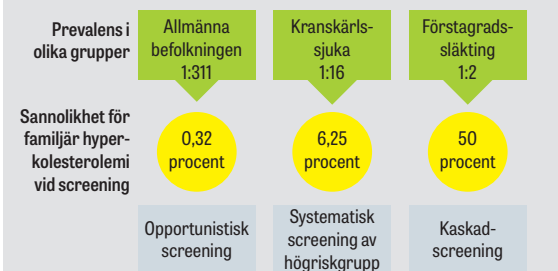 Prevalens i
olika grupper
Allmänna
befolkningen
1:311
Kranskärls-
sjuka
1:16
Förstagrads-
släkting
1:2
Sannolikhet för
familjär hyper-
kolesterolemi
vid screening
0,32
procent
6,25
procent
50
procent
Opportunistisk
screening
Systematisk
screening av
högriskgrupp
Kaskad-
screening